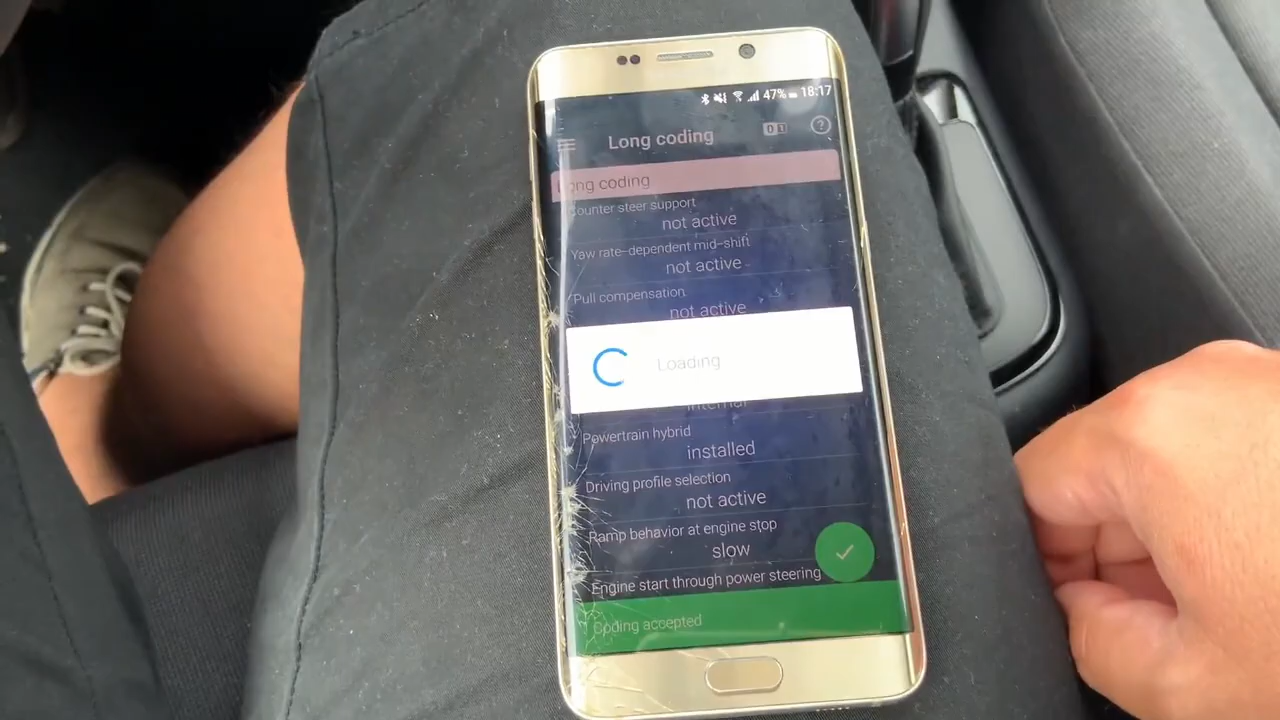 47% 18:17
Long coding
Long coding
Counter steer support
not active
Yaw rate-dependent mid-shift
not active
Pull compensation
not active
Loading
internal
Powertrain hybrid
installed
Driving profile selection
not active
Ramp behavior at engine stop
slow
Engine start through power steering
Coding accepted